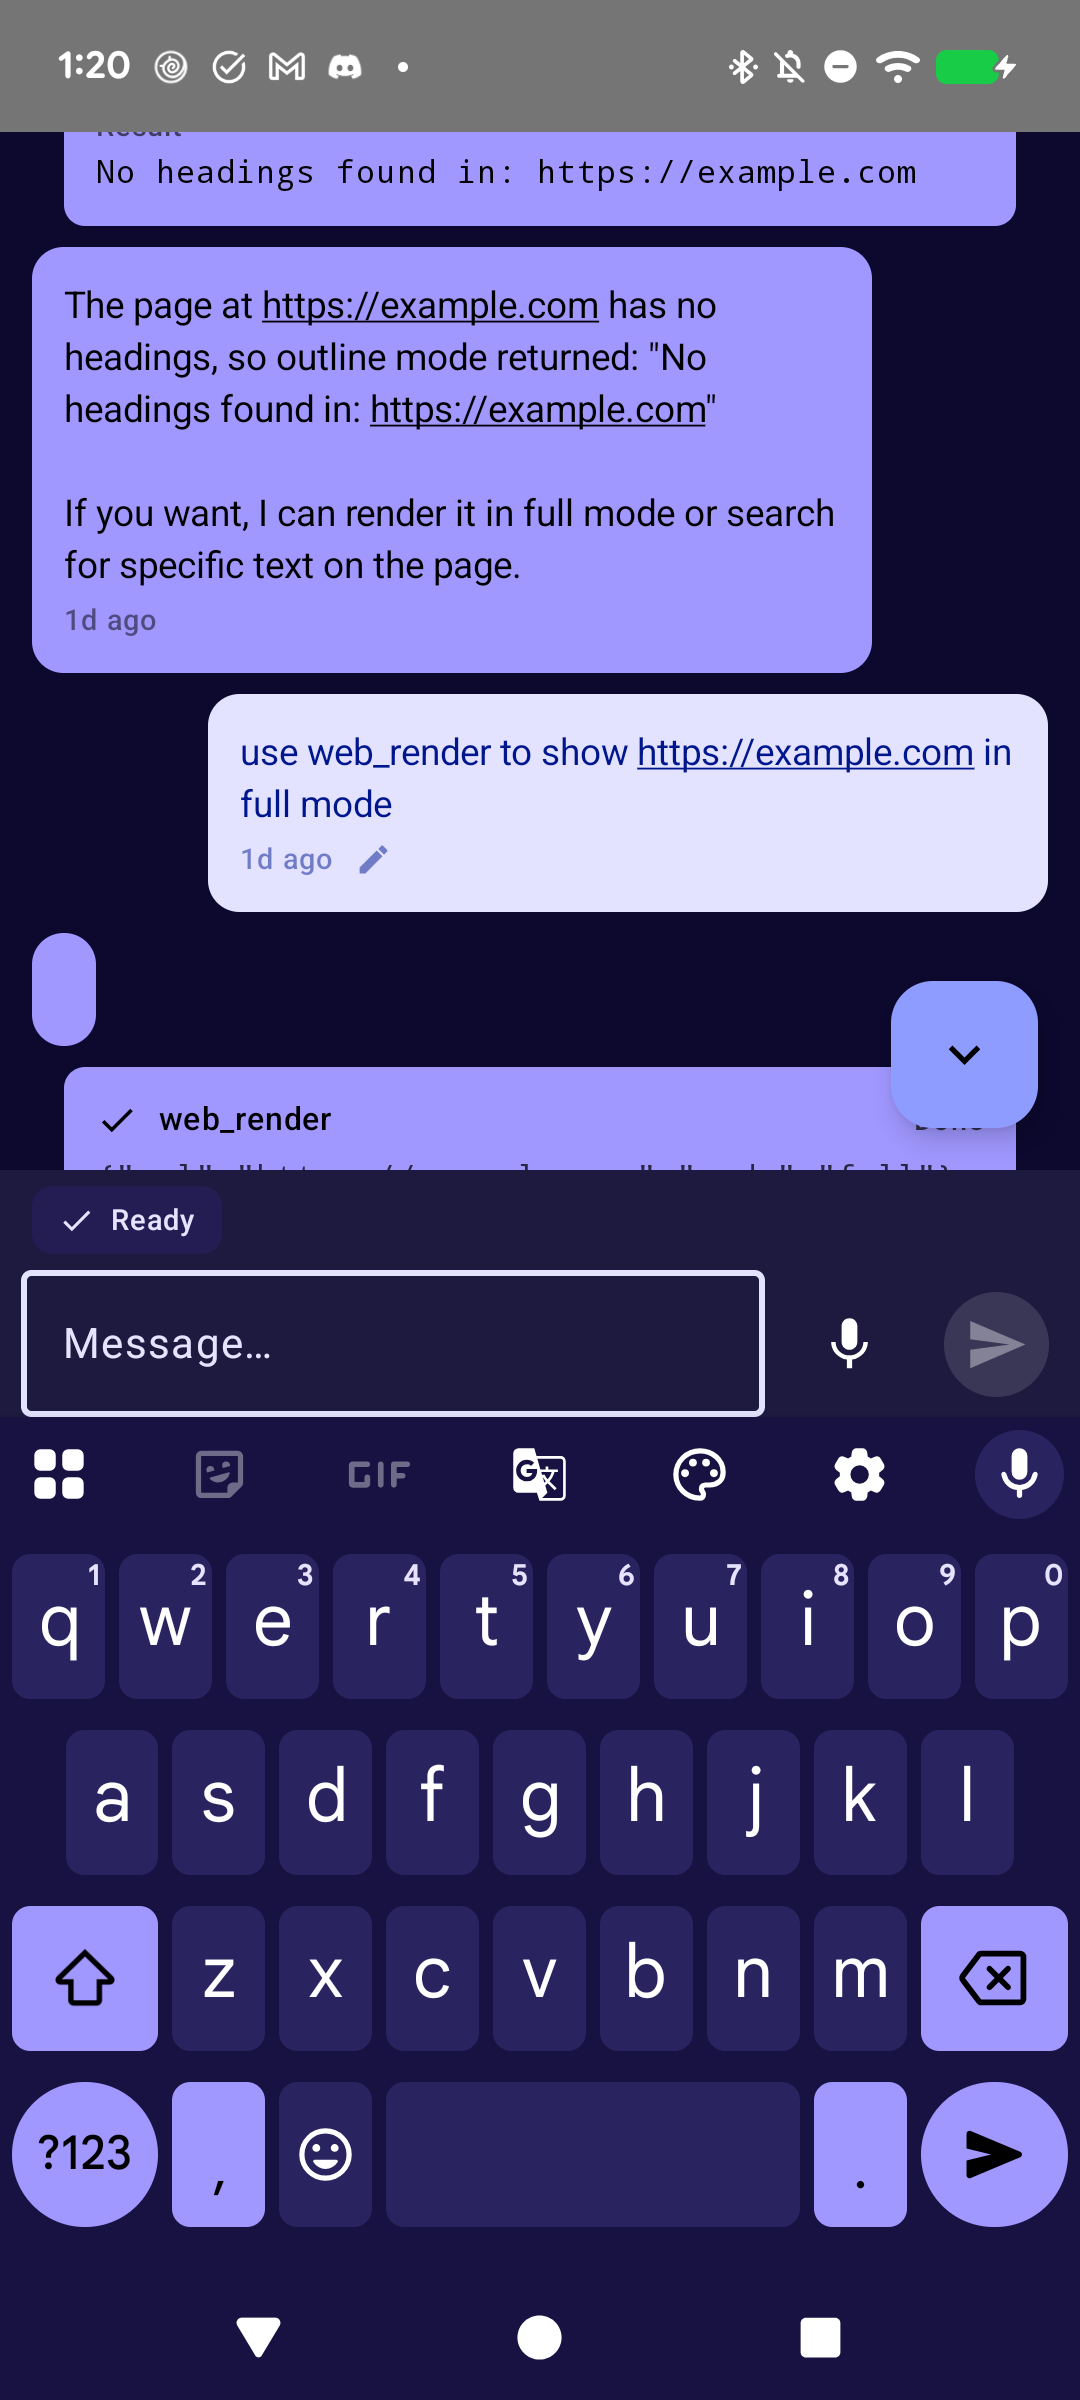 1:20
Result
No headings found in: https://example.com
The page at https://example.com has no
headings, so outline mode returned: "No
headings found in: https://example.com"
If you want, I can render it in full mode or search
for specific text on the page.
1d ago
use web_render to show https://example.com in
full mode
1d ago
web_render
Ready
Message…
GIF
G
1 2 3 4 5 6 7 8 9 0
q w e r t y u i o p
a s d f g h j k l
z x c v b n m
?123 , .